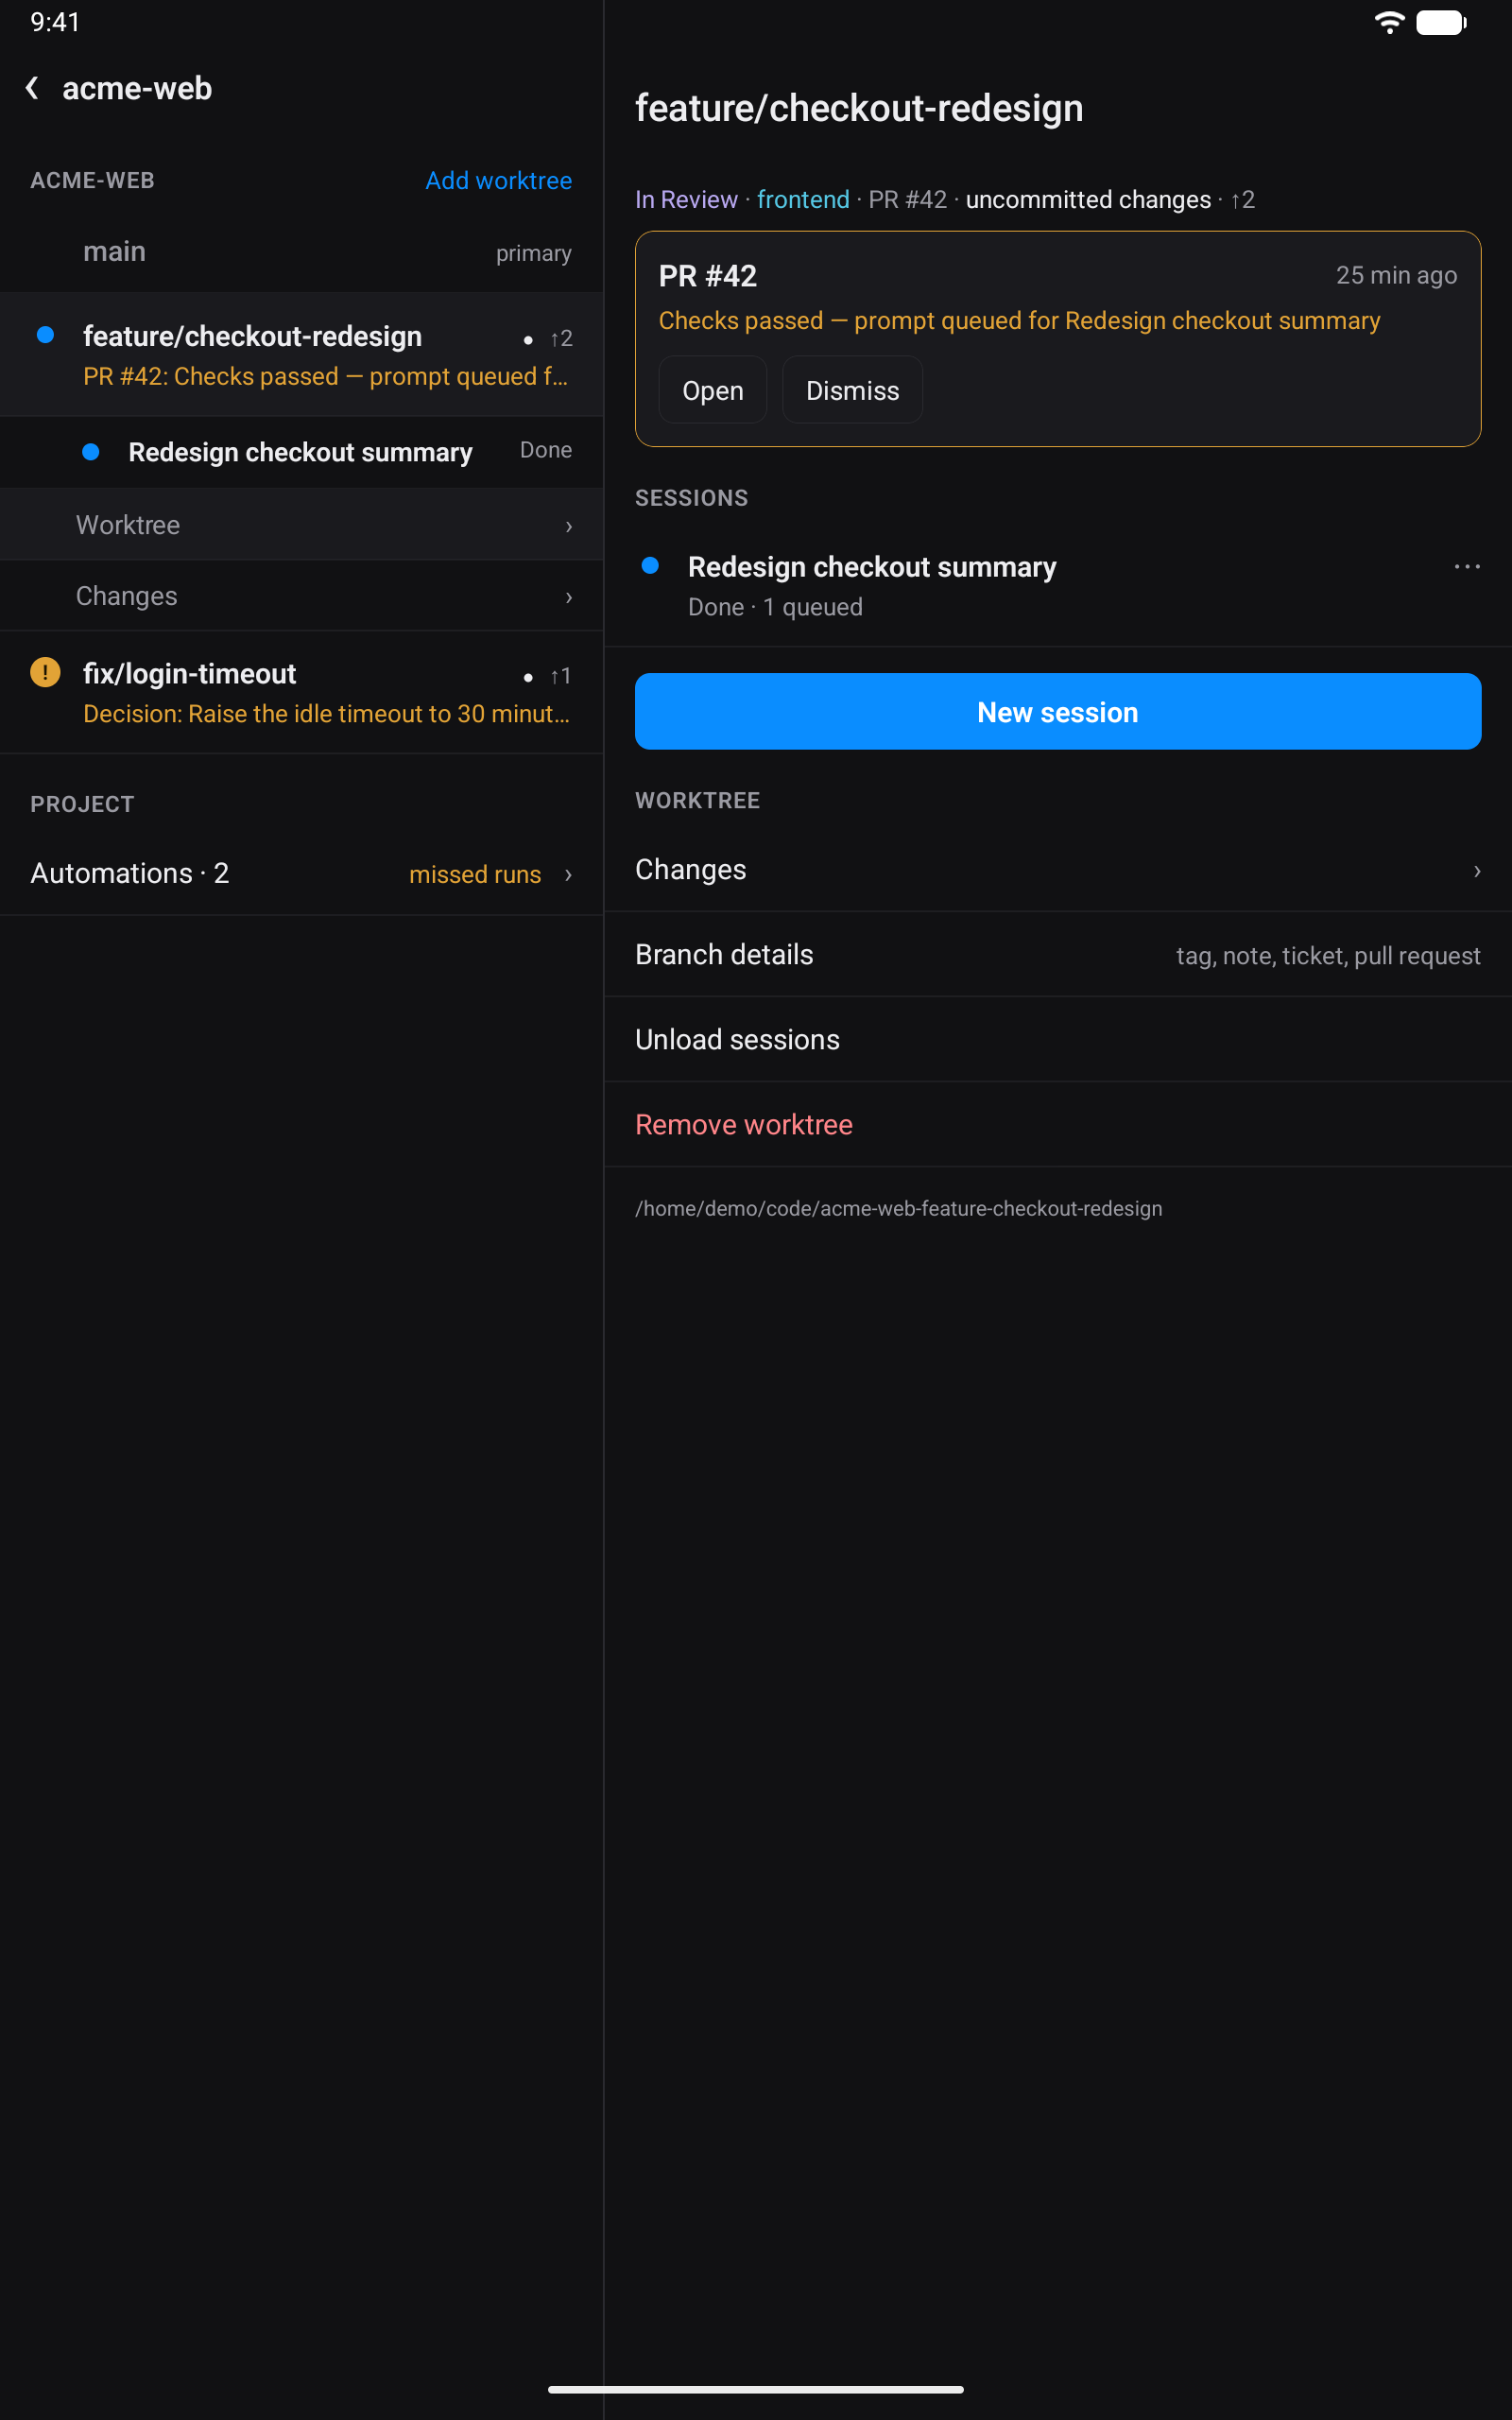 9:41
acme-web
ACME-WEB
Add worktree
main
primary
feature/checkout-redesign
↑2
PR #42: Checks passed — prompt queued f…
Redesign checkout summary
Done
Worktree
Changes
fix/login-timeout
↑1
Decision: Raise the idle timeout to 30 minut…
PROJECT
Automations · 2
missed runs
feature/checkout-redesign
In Review · frontend · PR #42 · uncommitted changes · ↑2
PR #42
25 min ago
Checks passed — prompt queued for Redesign checkout summary
Open
Dismiss
SESSIONS
Redesign checkout summary
Done · 1 queued
New session
WORKTREE
Changes
Branch details
tag, note, ticket, pull request
Unload sessions
Remove worktree
/home/demo/code/acme-web-feature-checkout-redesign